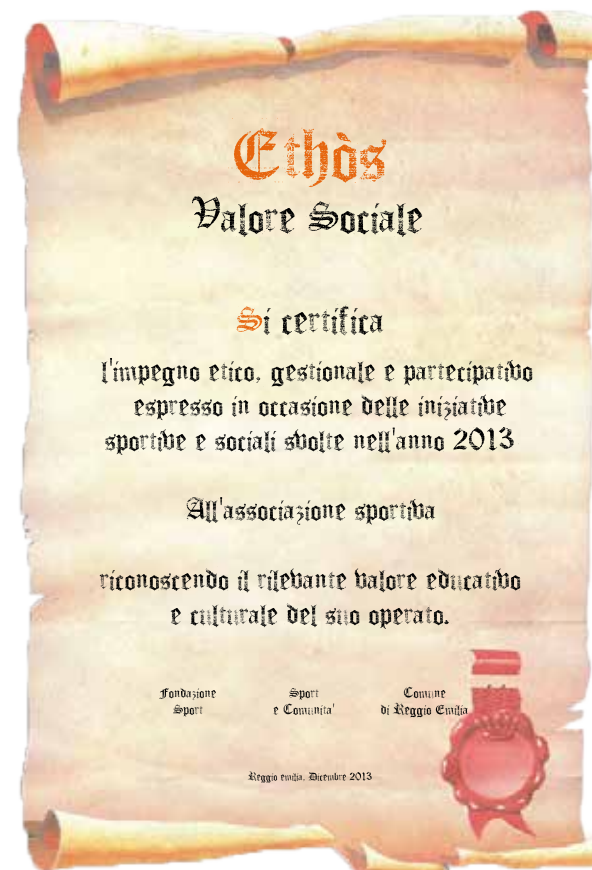 Ethòs
Valore Sociale
Si certifica
l'impegno etico, gestionale e partecipativo
espresso in occasione delle iniziative
sportive e sociali svolte nell'anno 2013
All'associazione sportiva
riconoscendo il rilevante valore educativo
e culturale del suo operato.
Fondazione Sport
Sport e Comunita'
Comune di Reggio Emilia
Reggio emilia, Dicembre 2013